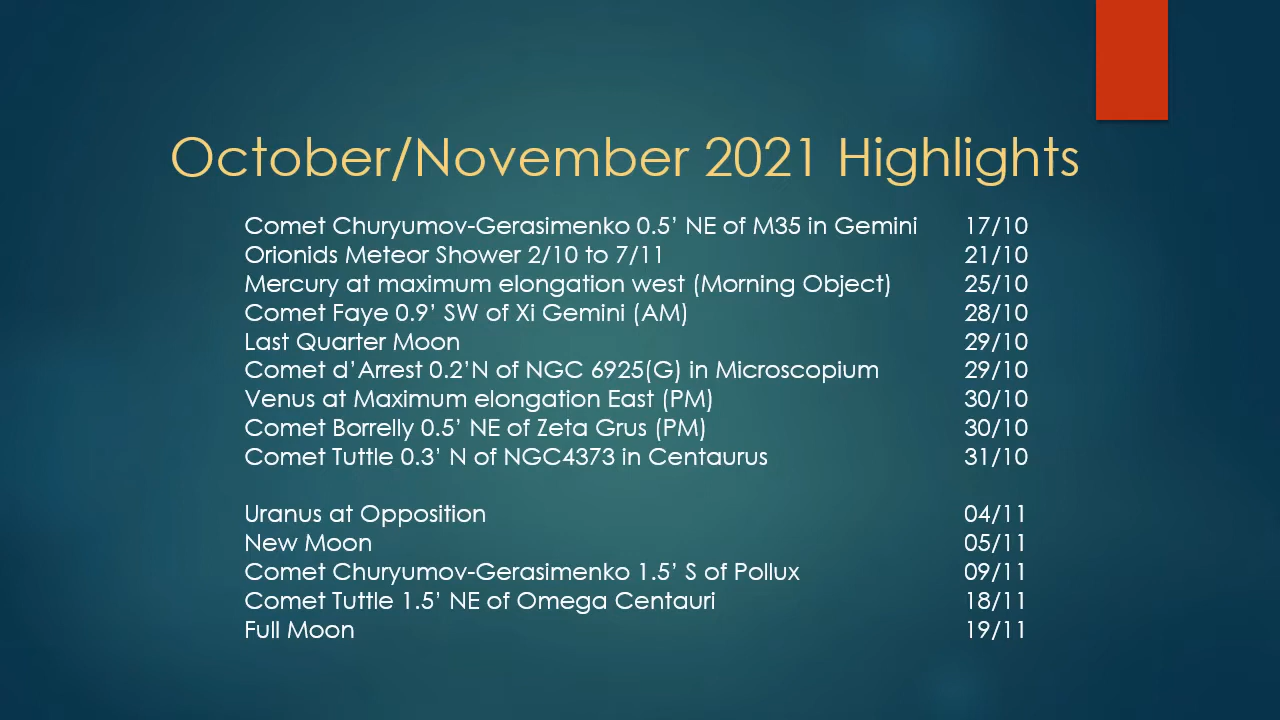 October/November 2021 Highlights
Comet Churyumov-Gerasimenko 0.5’ NE of M35 in Gemini 17/10
Orionids Meteor Shower 2/10 to 7/11 21/10
Mercury at maximum elongation west (Morning Object) 25/10
Comet Faye 0.9’ SW of Xi Gemini (AM) 28/10
Last Quarter Moon 29/10
Comet d’Arrest 0.2’N of NGC 6925(G) in Microscopium 29/10
Venus at Maximum elongation East (PM) 30/10
Comet Borrelly 0.5’ NE of Zeta Grus (PM) 30/10
Comet Tuttle 0.3’ N of NGC4373 in Centaurus 31/10
Uranus at Opposition 04/11
New Moon 05/11
Comet Churyumov-Gerasimenko 1.5’ S of Pollux 09/11
Comet Tuttle 1.5’ NE of Omega Centauri 18/11
Full Moon 19/11